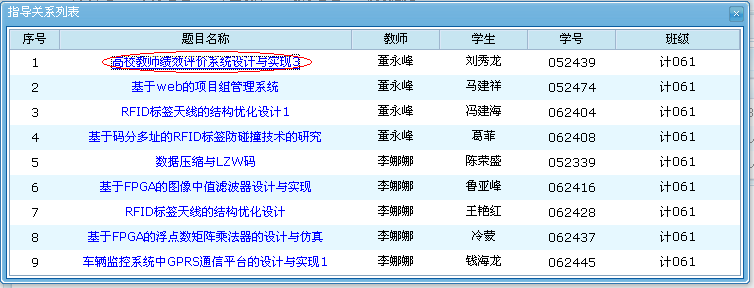 指导关系列表
序号 题目名称 教师 学生 学号 班级
1 高校教师绩效评价系统设计与实现3 董永峰 刘秀龙 052439 计061
2 基于web的项目组管理系统 董永峰 马建祥 052474 计061
3 RFID标签天线的结构优化设计1 董永峰 冯建海 062404 计061
4 基于码分多址的RFID标签防碰撞技术的研究 董永峰 葛菲 062408 计061
5 数据压缩与LZW码 李娜娜 陈荣盛 052339 计061
6 基于FPGA的图像中值滤波器设计与实现 李娜娜 鲁亚峰 062416 计061
7 RFID标签天线的结构优化设计 李娜娜 王艳红 062428 计061
8 基于FPGA的浮点数矩阵乘法器的设计与仿真 李娜娜 冷蒙 062437 计061
9 车辆监控系统中GPRS通信平台的设计与实现1 李娜娜 钱海龙 062445 计061